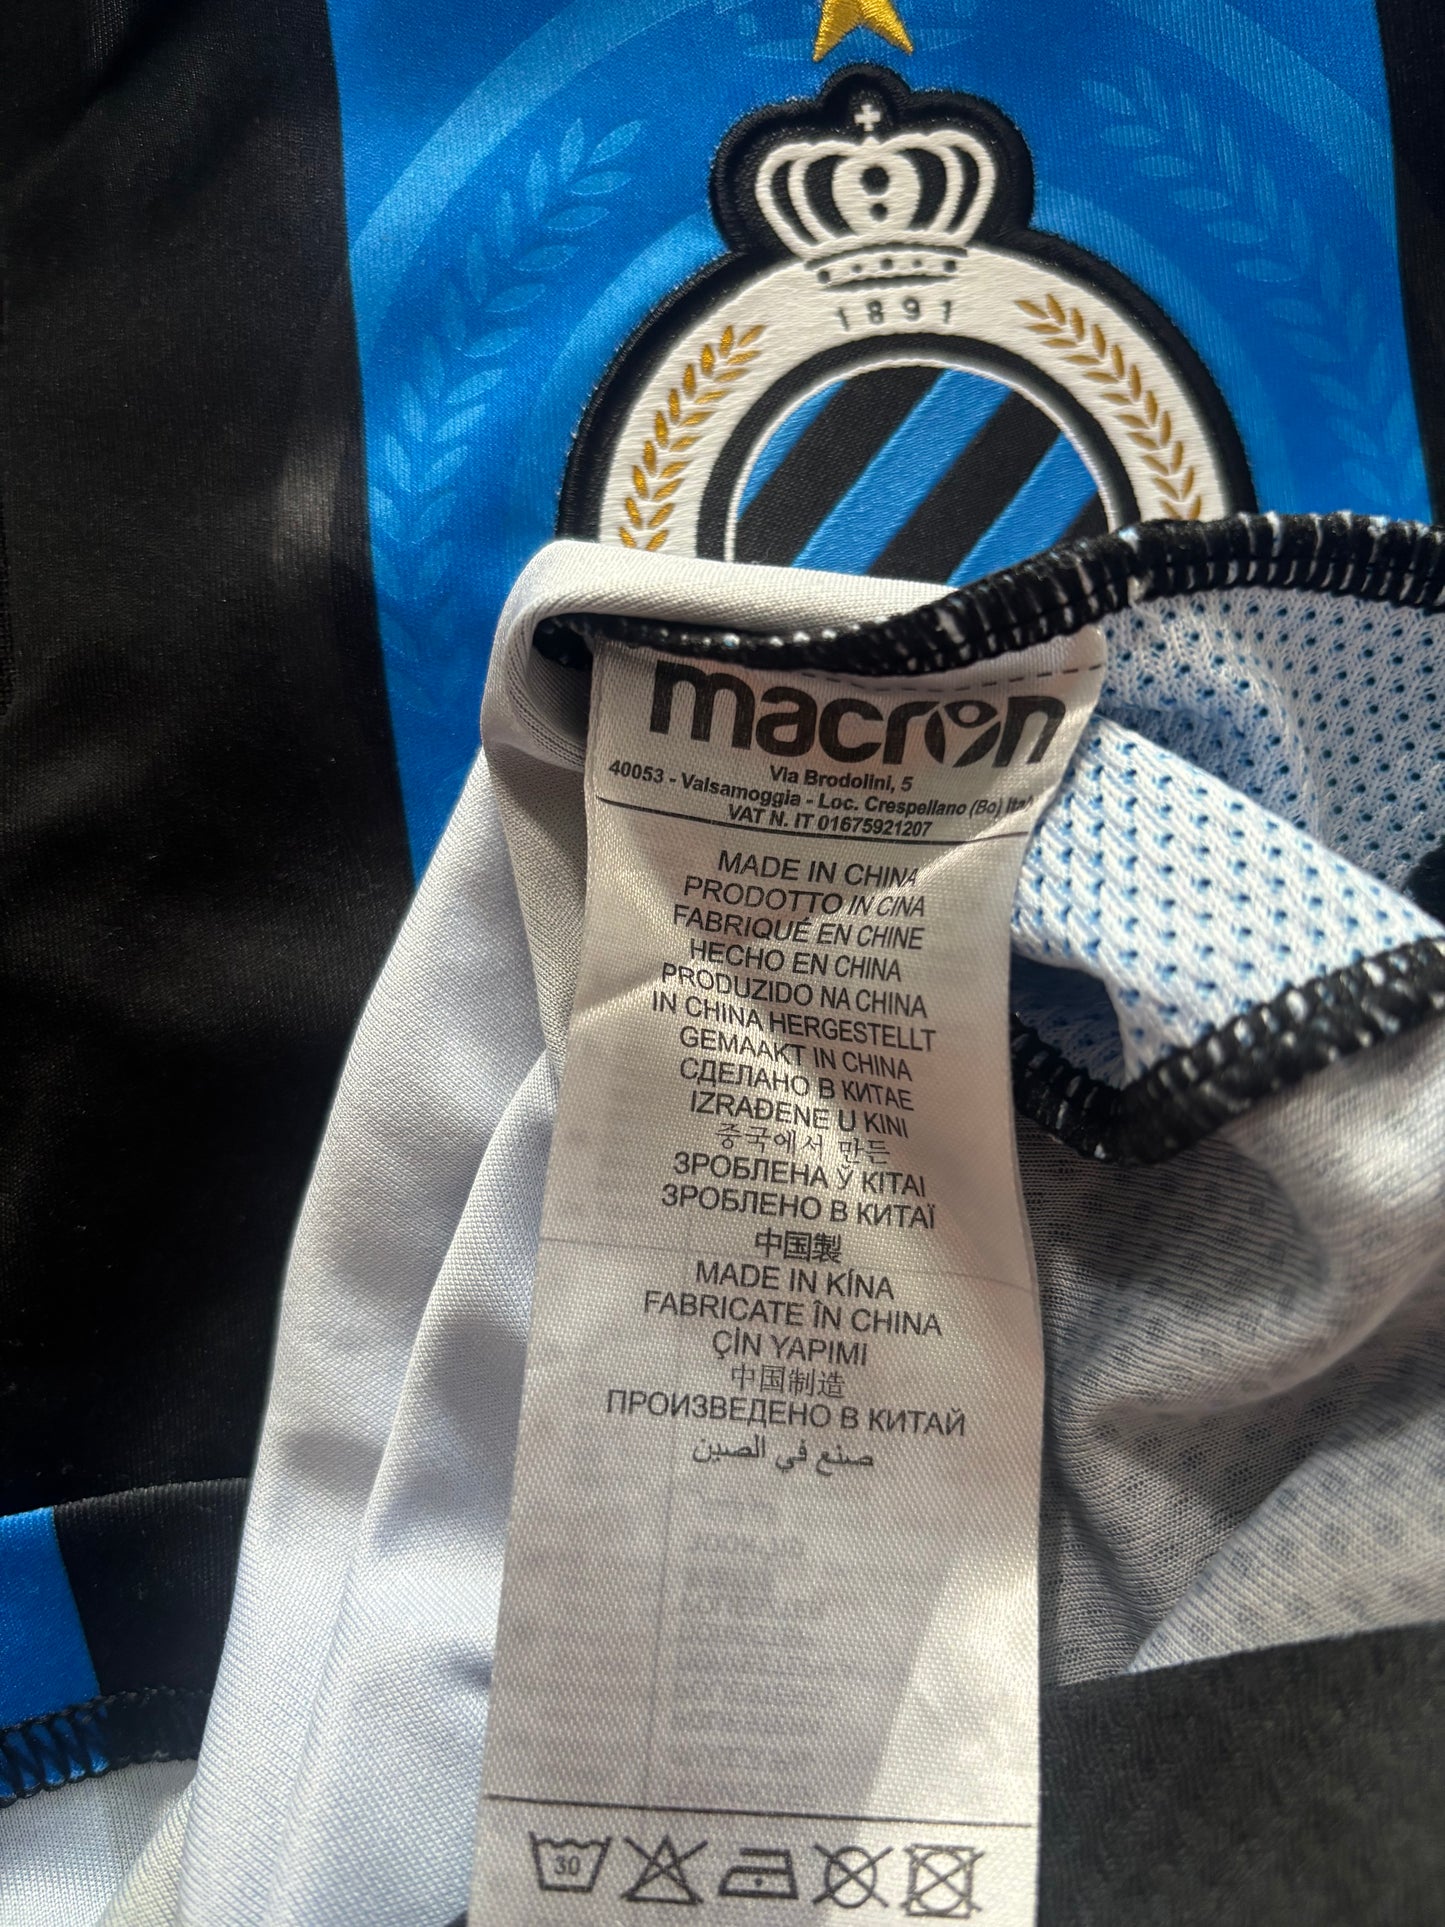 1891
macron
Via Brodolini, 5
40053 - Valsamoggia - Loc. Crespellano (Bo)
VAT N. IT 01675921207
MADE IN CHINA
PRODOTTO IN CINA
FABRIQUÉ EN CHINE
HECHO EN CHINA
PRODUZIDO NA CHINA
IN CHINA HERGESTELLT
GEMAAKT IN CHINA
СДЕЛАНО В КИТАЕ
IZRAĐENE U KINI
중국에서 만든
ЗРОБЛЕНА Ў КІТАІ
ЗРОБЛЕНО В КИТАЇ
中国製
MADE IN KÍNA
FABRICATE ÎN CHINA
ÇİN YAPIMI
中国制造
ПРОИЗВЕДЕНО В КИТАЙ
صنع في الصين
30